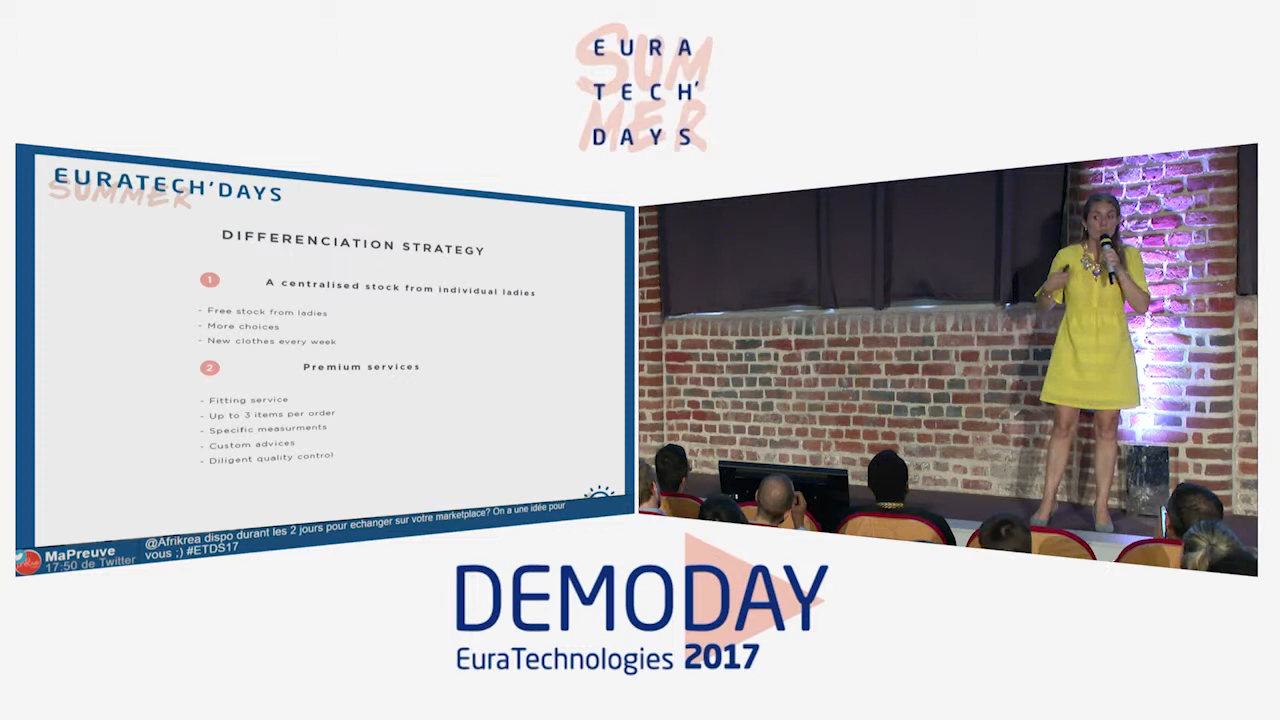 EURA
SUM
TECH'
MER
DAYS
EURATECH'DAYS
SUMMER
DIFFERENCIATION STRATEGY
1 A centralised stock from individual ladies
- Free stock from ladies
- More choices
- New clothes every week
2 Premium services
- Fitting service
- Up to 3 items per order
- Specific measurments
- Custom advices
- Diligent quality control
MaPreuve
17:50 de Twitter
@Afrikrea dispo durant les 2 jours pour echanger sur votre marketplace? On a une idée pour
vous ;) #ETDS17
DEMODAY
EuraTechnologies 2017